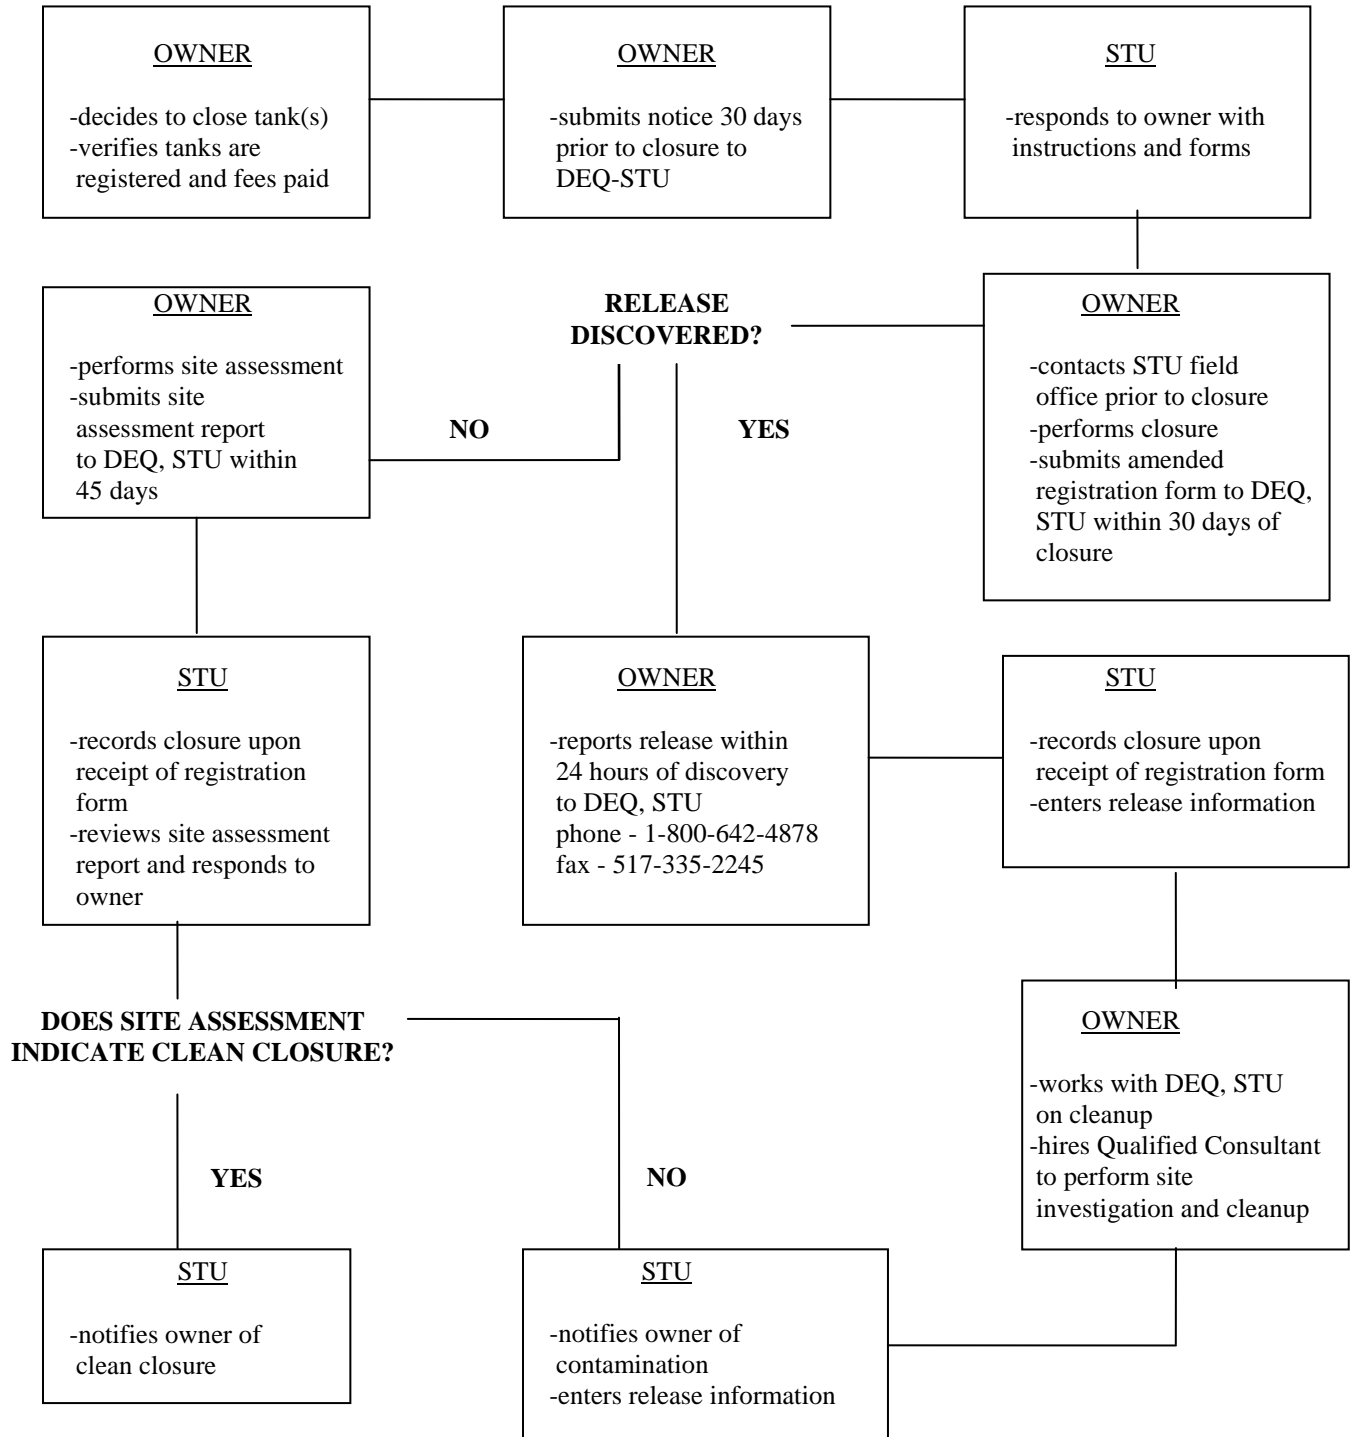 OWNER
-decides to close tank(s)
-verifies tanks are
registered and fees paid
OWNER
-submits notice 30 days
prior to closure to
DEQ-STU
STU
-responds to owner with
instructions and forms
OWNER
-contacts STU field
office prior to closure
-performs closure
-submits amended
registration form to DEQ,
STU within 30 days of
closure
RELEASE
DISCOVERED?
NO
YES
OWNER
-performs site assessment
-submits site
assessment report
to DEQ, STU within
45 days
STU
-records closure upon
receipt of registration
form
-reviews site assessment
report and responds to
owner
OWNER
-reports release within
24 hours of discovery
to DEQ, STU
phone - 1-800-642-4878
fax - 517-335-2245
STU
-records closure upon
receipt of registration form
-enters release information
DOES SITE ASSESSMENT
INDICATE CLEAN CLOSURE?
YES
NO
OWNER
-works with DEQ, STU
on cleanup
-hires Qualified Consultant
to perform site
investigation and cleanup
STU
-notifies owner of
clean closure
STU
-notifies owner of
contamination
-enters release information